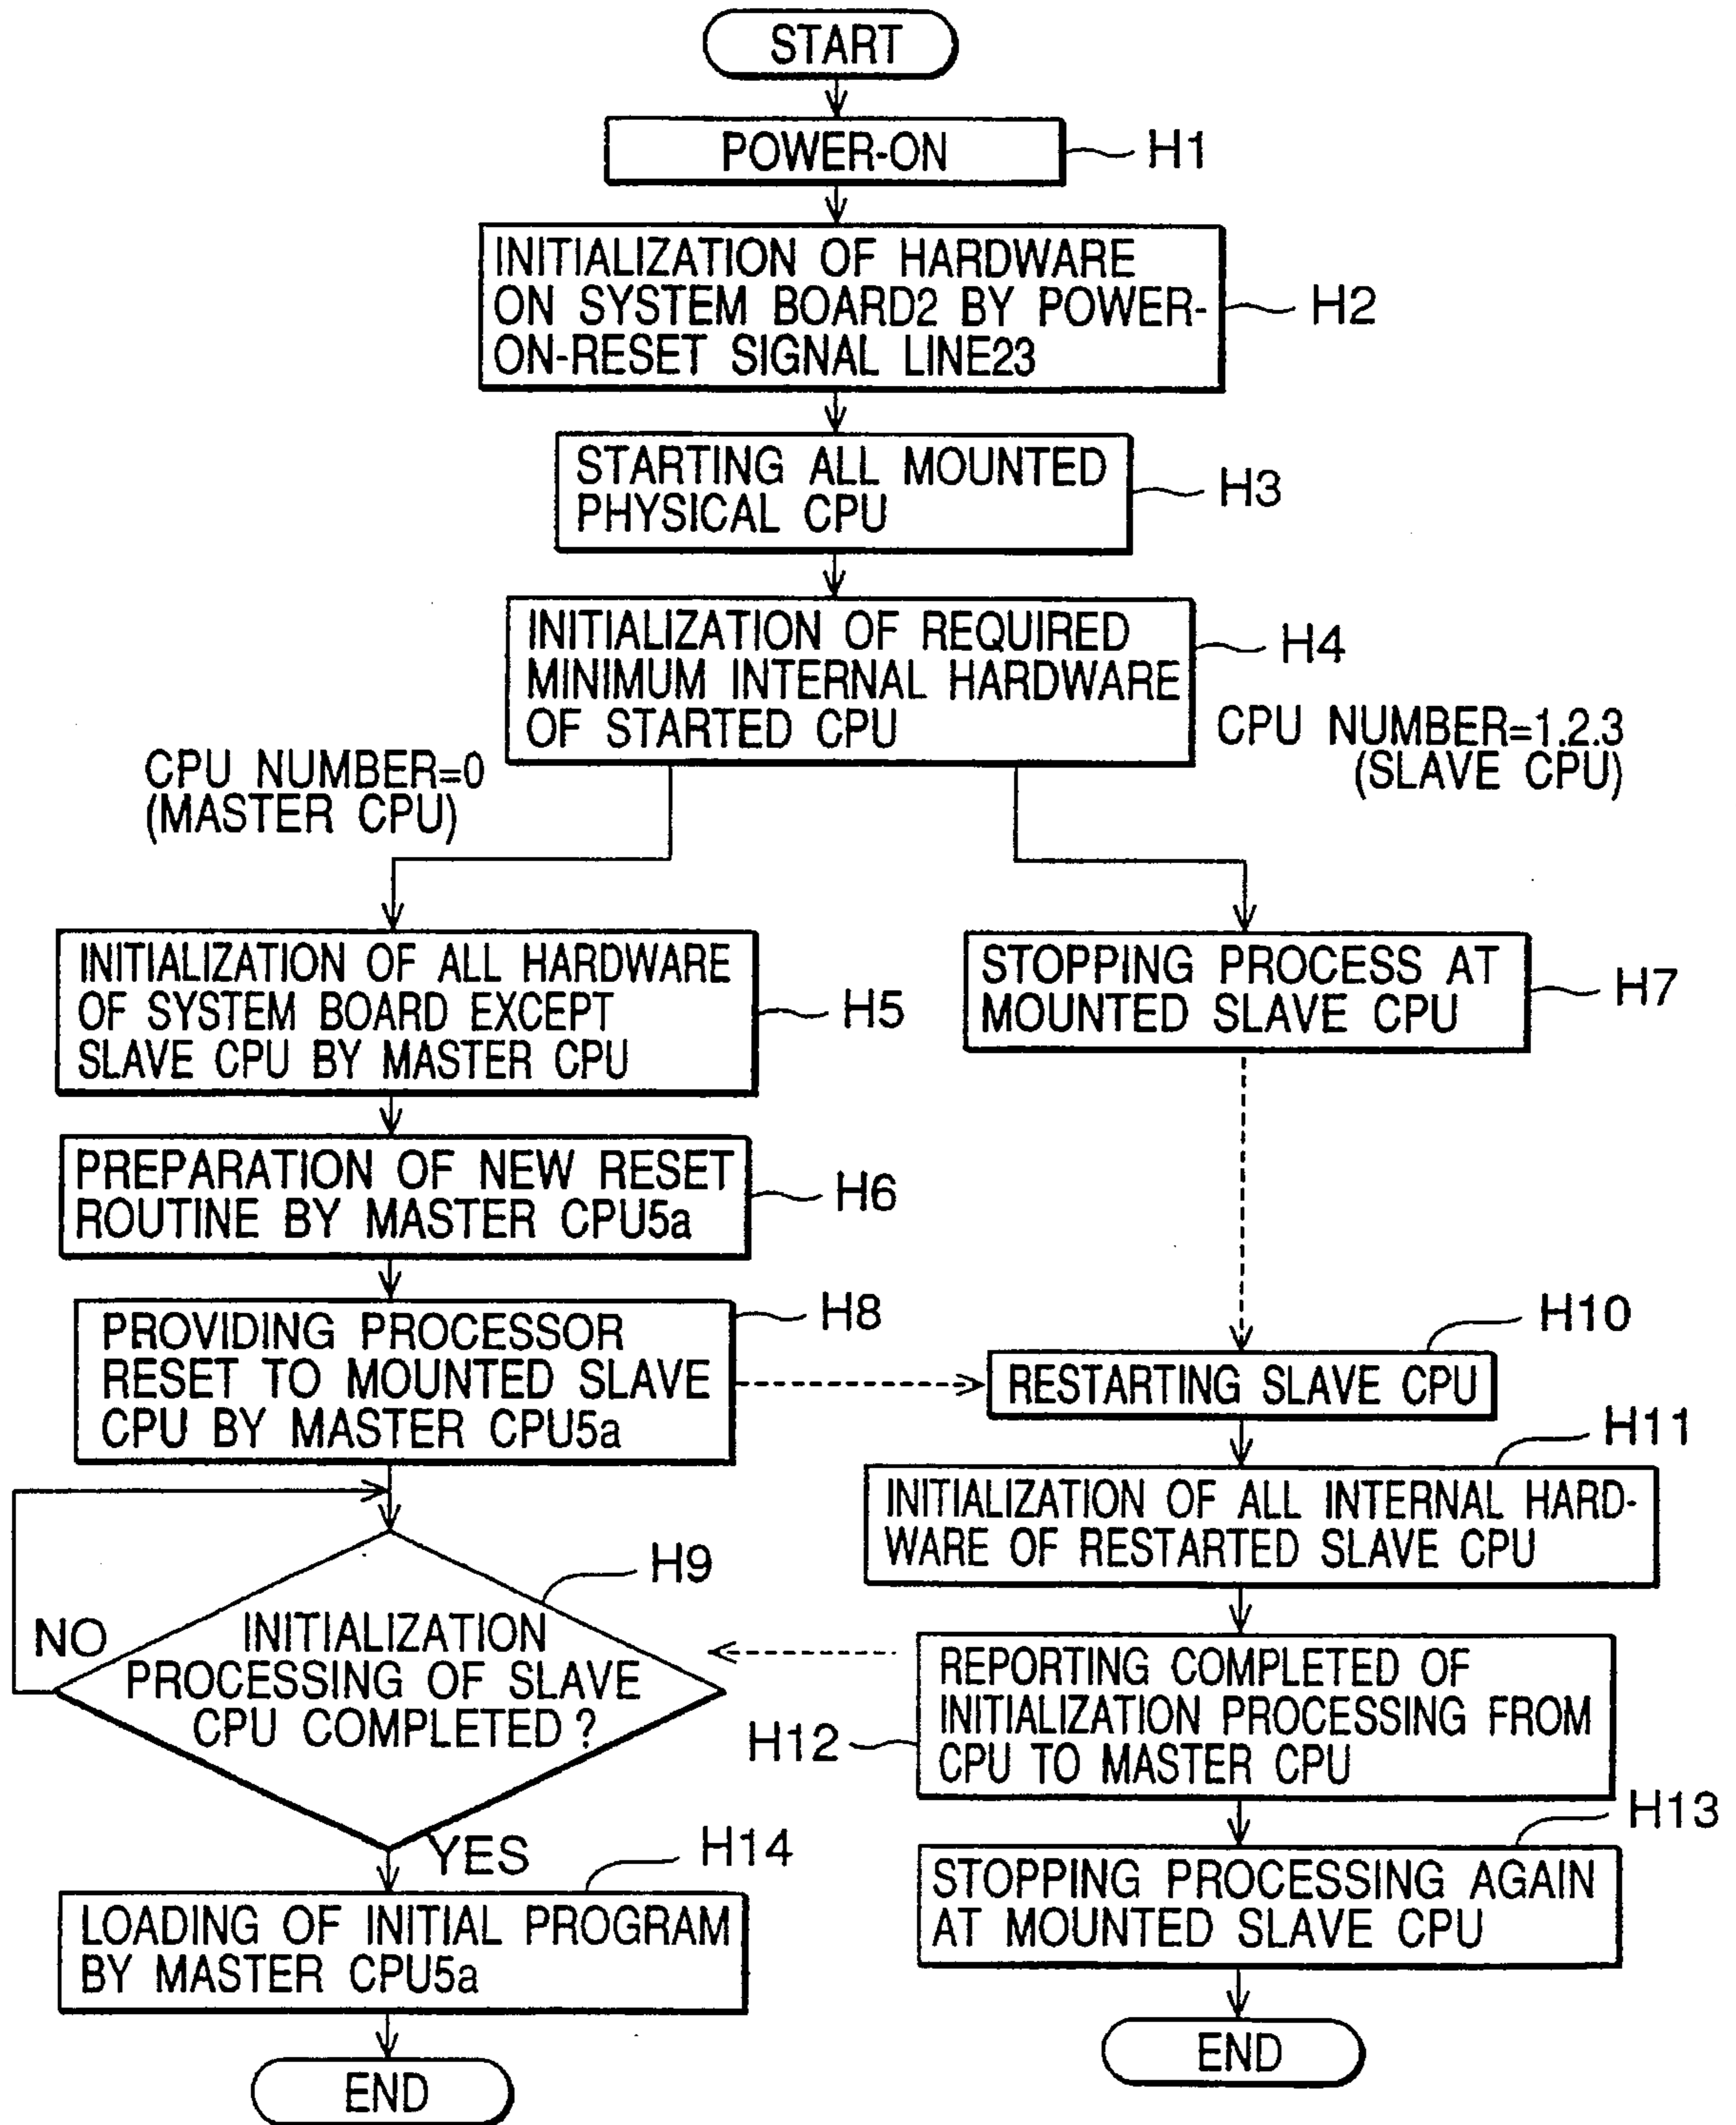 START
POWER-ON
H1
INITIALIZATION OF HARDWARE
ON SYSTEM BOARD2 BY POWER-
ON-RESET SIGNAL LINE23
H2
STARTING ALL MOUNTED
PHYSICAL CPU
H3
INITIALIZATION OF REQUIRED
MINIMUM INTERNAL HARDWARE
OF STARTED CPU
H4
CPU NUMBER=0
(MASTER CPU)
CPU NUMBER=1.2.3
(SLAVE CPU)
INITIALIZATION OF ALL HARDWARE
OF SYSTEM BOARD EXCEPT
SLAVE CPU BY MASTER CPU
H5
STOPPING PROCESS AT
MOUNTED SLAVE CPU
H7
PREPARATION OF NEW RESET
ROUTINE BY MASTER CPU5a
H6
PROVIDING PROCESSOR
RESET TO MOUNTED SLAVE
CPU BY MASTER CPU5a
H8
RESTARTING SLAVE CPU
H10
INITIALIZATION OF ALL INTERNAL HARD-
WARE OF RESTARTED SLAVE CPU
H11
INITIALIZATION
PROCESSING OF SLAVE
CPU COMPLETED ?
H9
NO
YES
REPORTING COMPLETED OF
INITIALIZATION PROCESSING FROM
CPU TO MASTER CPU
H12
STOPPING PROCESSING AGAIN
AT MOUNTED SLAVE CPU
H13
LOADING OF INITIAL PROGRAM
BY MASTER CPU5a
H14
END
END